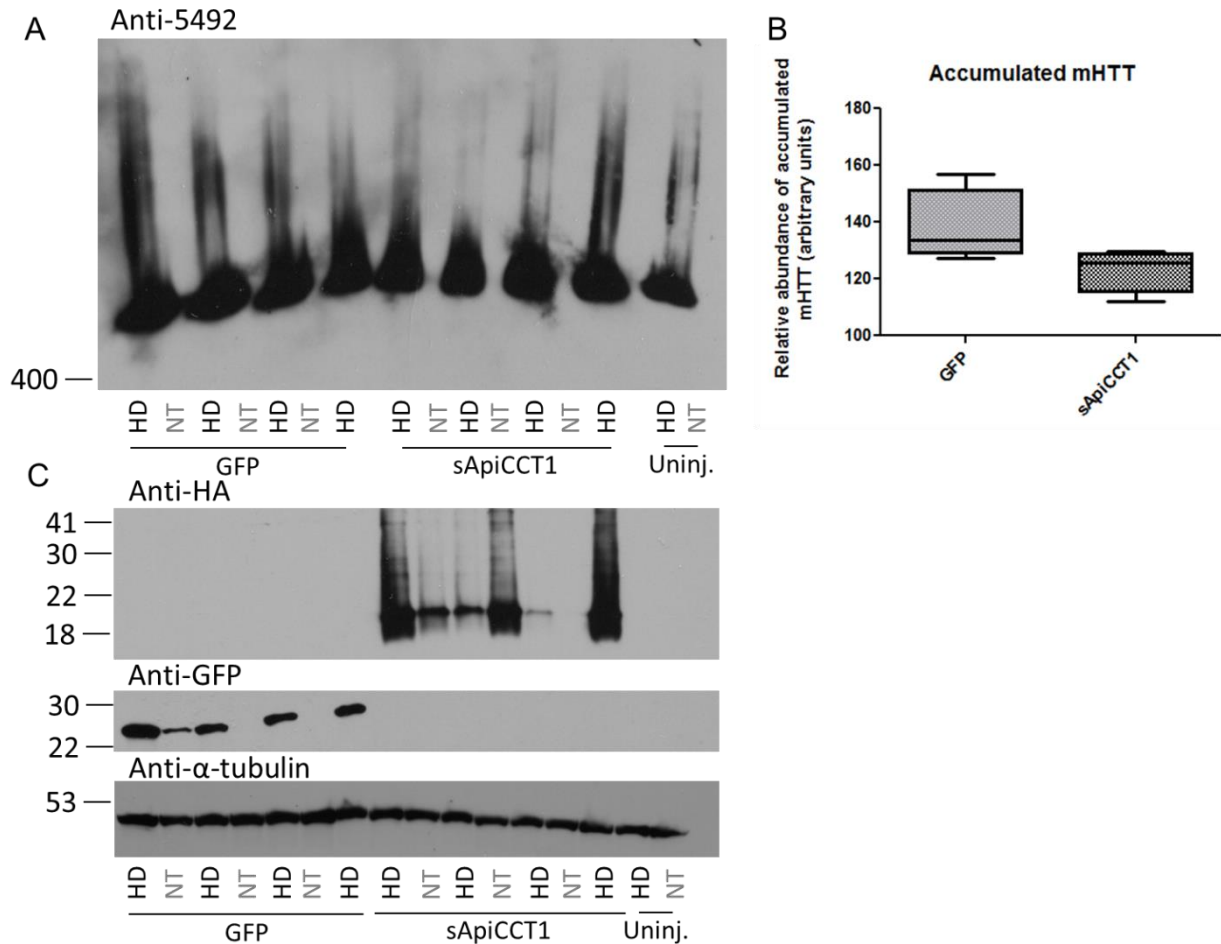 A
Anti-5492
400
HD NT HD NT HD NT HD HD NT HD NT HD NT HD HD NT
GFP sApiCCT1 Uninj.
B
Accumulated mHTT
Relative abundance of accumulated
mHTT (arbitrary units)
180
160
140
120
100
GFP sApiCCT1
C
Anti-HA
41
30
22
18
Anti-GFP
30
22
Anti-α-tubulin
53
HD NT HD NT HD NT HD HD NT HD NT HD NT HD HD NT
GFP sApiCCT1 Uninj.